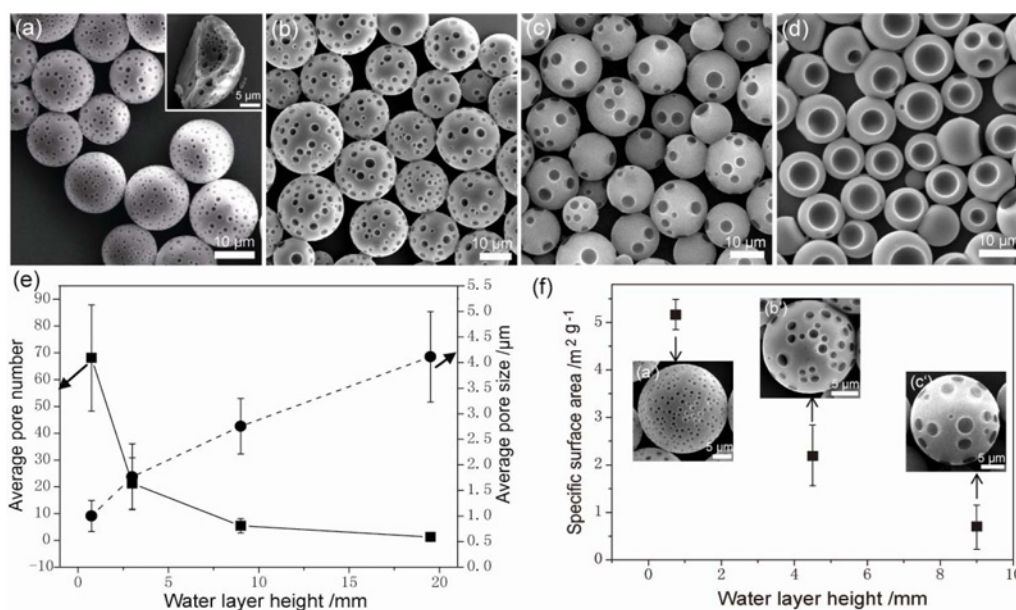 (a)
5 μm
10 μm
(b)
10 μm
(c)
10 μm
(d)
10 μm
(e)
Average pore number
90
80
70
60
50
40
30
20
10
0
-10
0
5
10
15
20
Water layer height /mm
5.5
5.0
4.5
4.0
3.5
3.0
2.5
2.0
1.5
1.0
0.5
0.0
Average pore size /μm
(f)
Specific surface area /m² g⁻¹
5
4
3
2
1
0
0
2
4
6
8
10
Water layer height /mm
(a')
5 μm
(b')
5 μm
(c')
5 μm